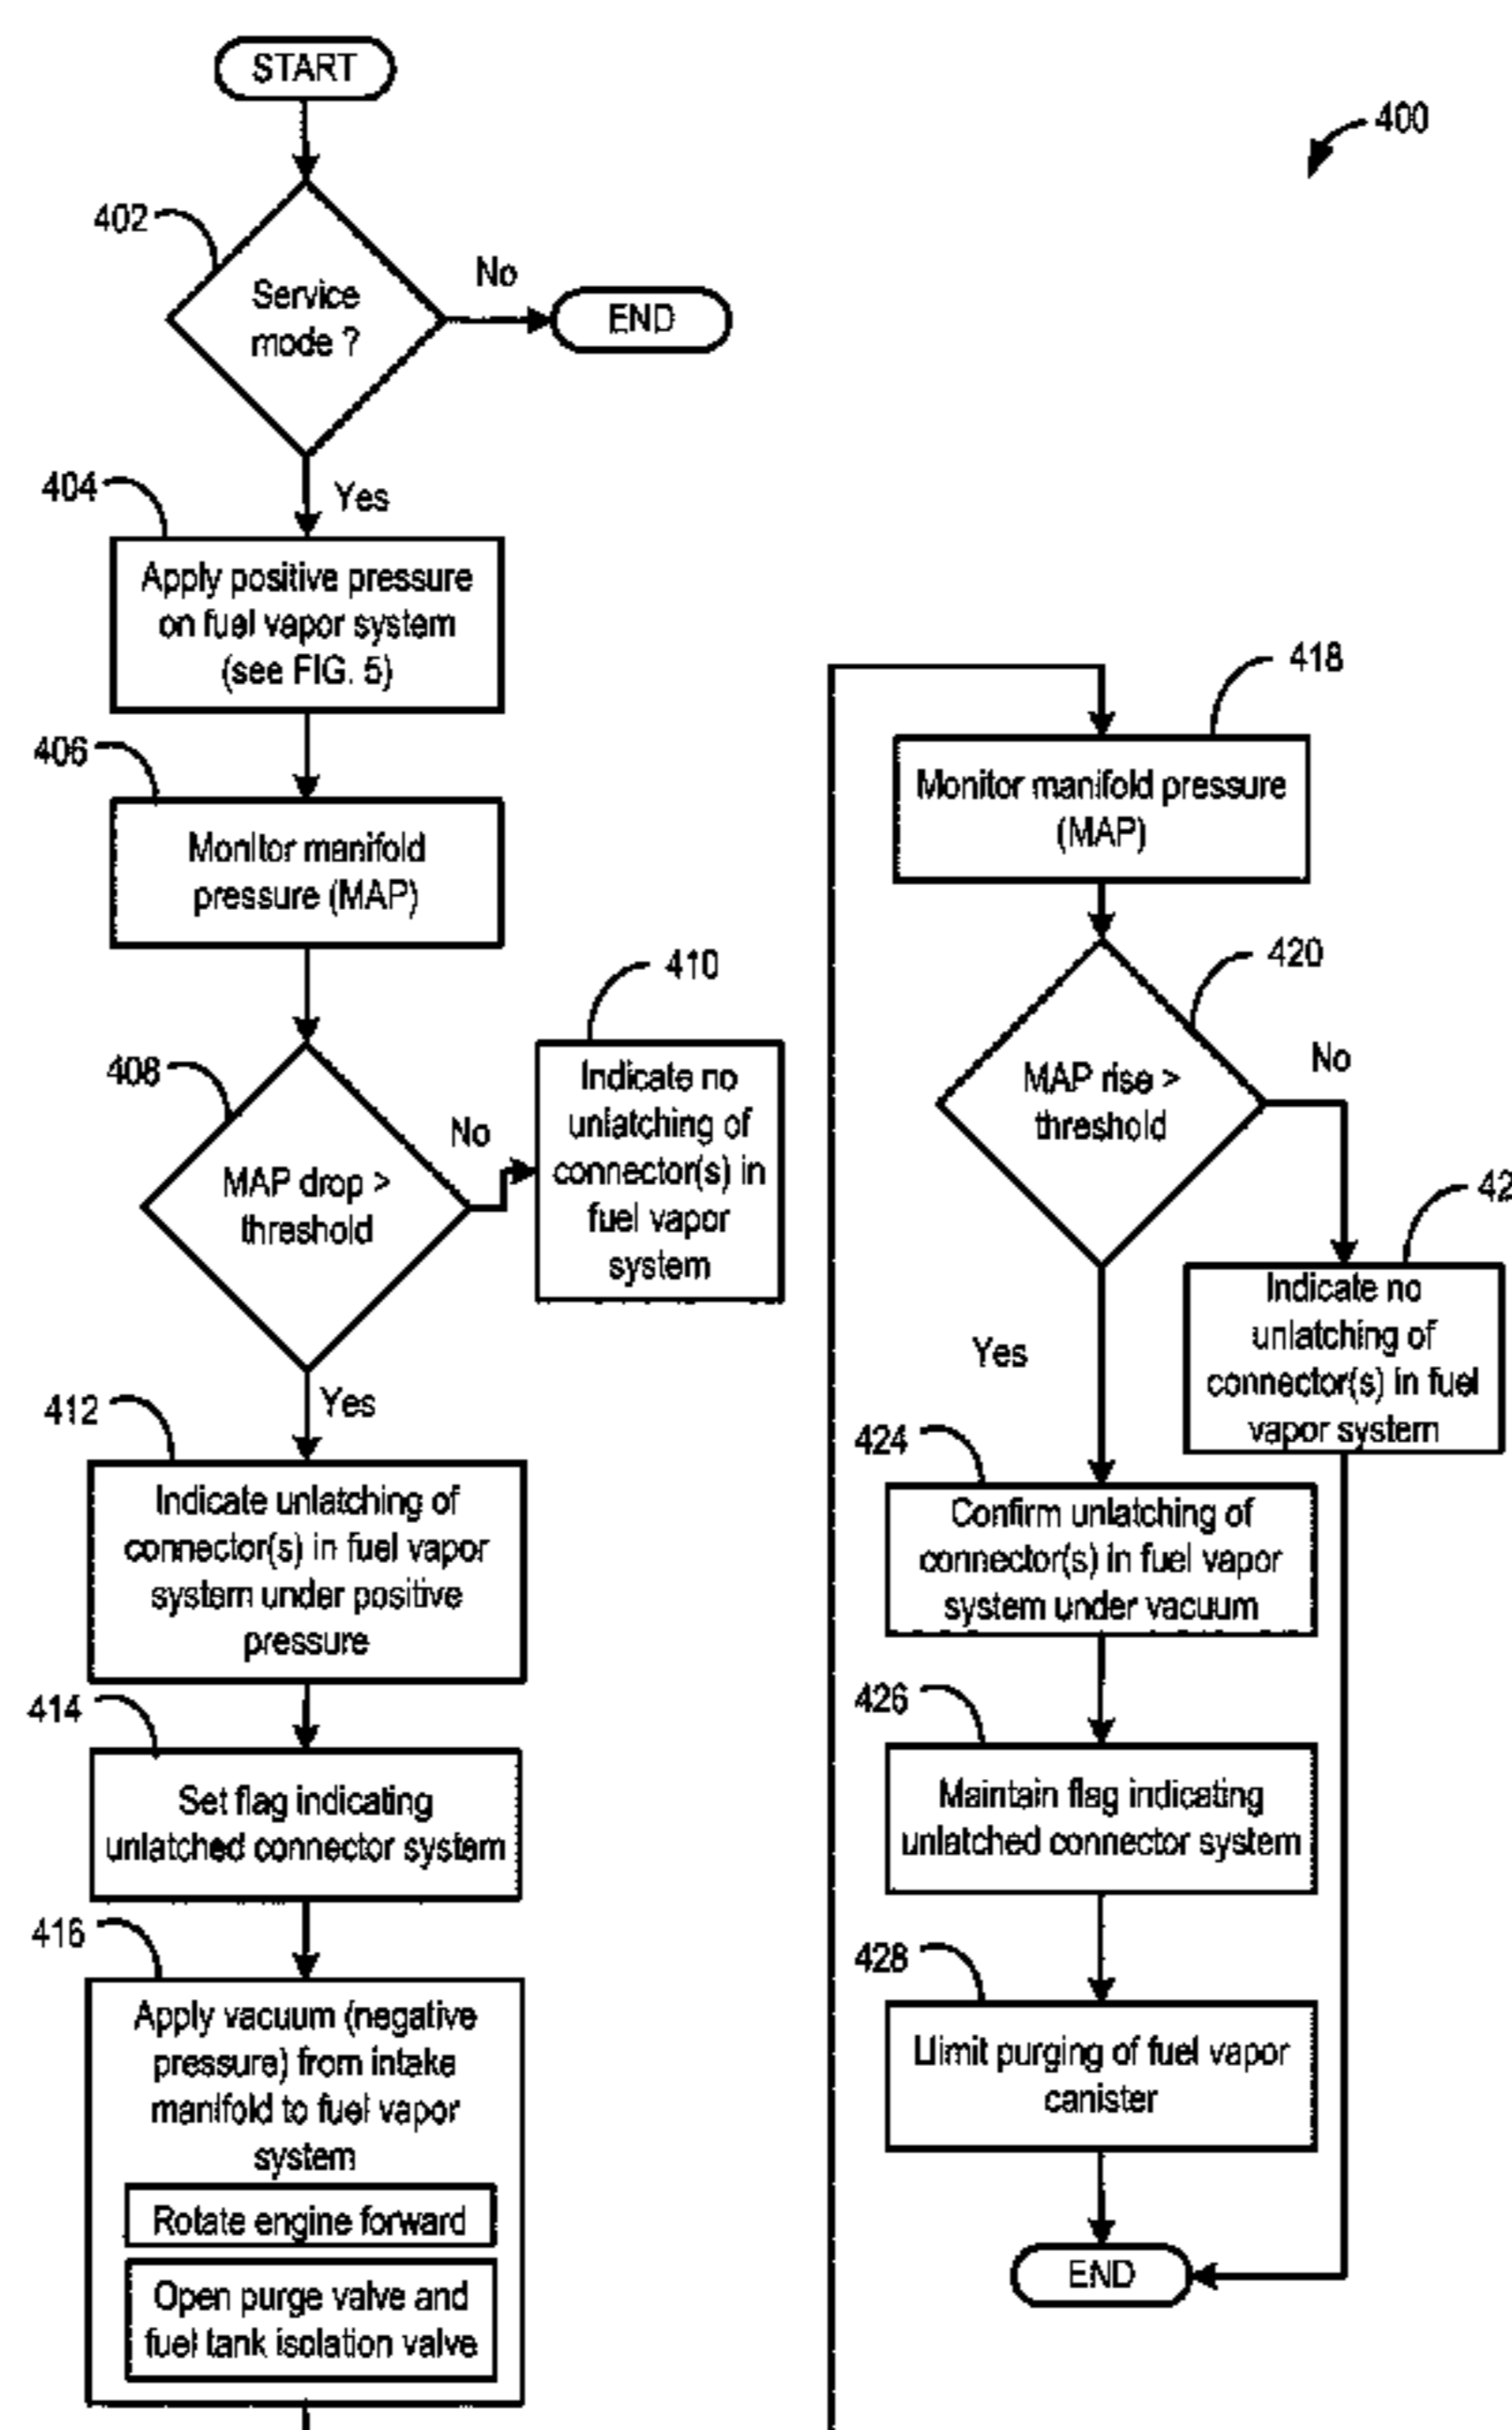 START
400
402
Service
mode ?
No
END
Yes
404
Apply positive pressure
on fuel vapor system
(see FIG. 5)
406
Monitor manifold
pressure (MAP)
408
MAP drop >
threshold
No
410
Indicate no
unlatching of
connector(s) in
fuel vapor
system
Yes
412
Indicate unlatching of
connector(s) in fuel vapor
system under positive
pressure
414
Set flag indicating
unlatched connector system
416
Apply vacuum (negative
pressure) from intake
manifold to fuel vapor
system
Rotate engine forward
Open purge valve and
fuel tank isolation valve
418
Monitor manifold pressure
(MAP)
420
MAP rise >
threshold
No
Indicate no
unlatching of
connector(s) in fuel
vapor system
Yes
424
Confirm unlatching of
connector(s) in fuel vapor
system under vacuum
426
Maintain flag indicating
unlatched connector system
428
Limit purging of fuel vapor
canister
END